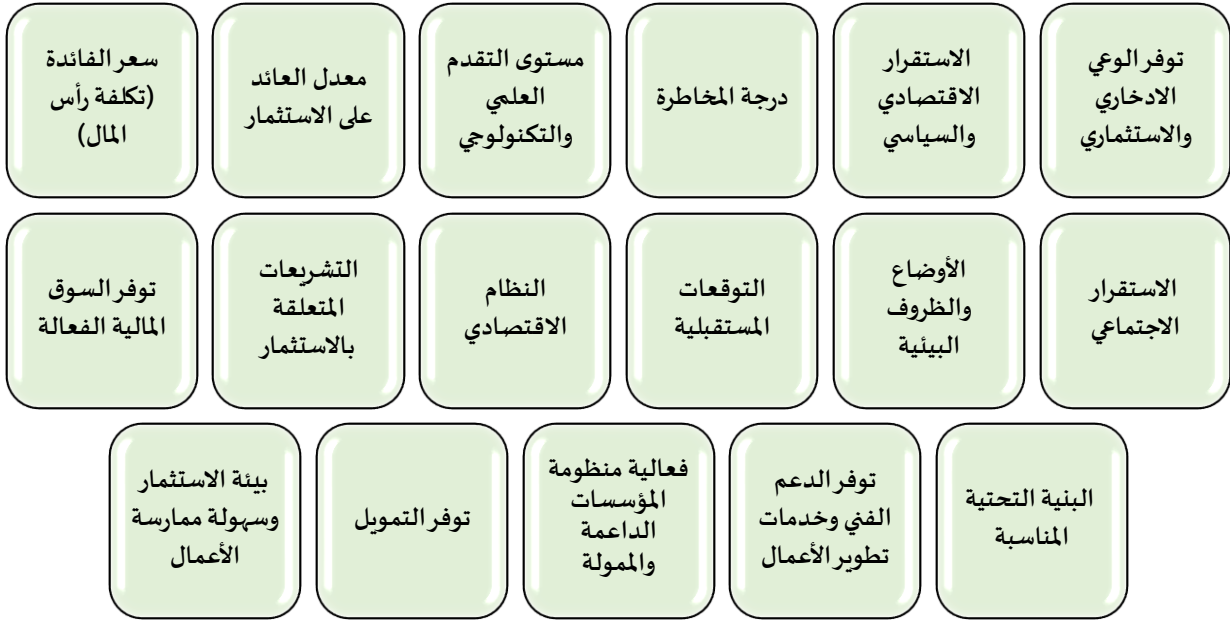 توفر الوعي
الادخاري
والاستثماري
الاستقرار
الاقتصادي
والسياسي
درجة المخاطرة
مستوى التقدم
العلمي
والتكنولوجي
معدل العائد
على الاستثمار
سعر الفائدة
(تكلفة رأس
المال)
الاستقرار
الاجتماعي
الأوضاع
والظروف
البيئية
التوقعات
المستقبلية
النظام
الاقتصادي
التشريعات
المتعلقة
بالاستثمار
توفر السوق
المالية الفعالة
البنية التحتية
المناسبة
توفر الدعم
الفني وخدمات
تطوير الأعمال
فعالية منظومة
المؤسسات
الداعمة
والممولة
توفر التمويل
بيئة الاستثمار
وسهولة ممارسة
الأعمال